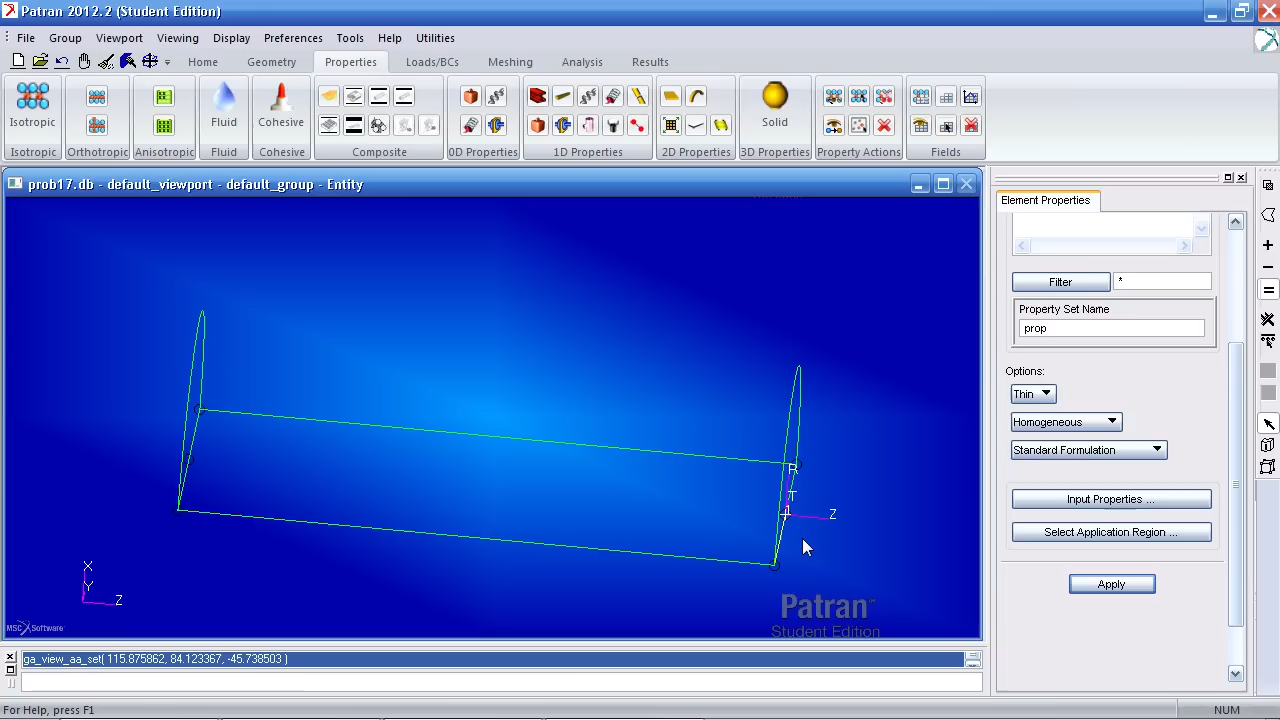 Patran 2012.2 (Student Edition)
File Group Viewport Viewing Display Preferences Tools Help Utilities
Home Geometry Properties Loads/BCs Meshing Analysis Results
Isotropic Fluid Cohesive Solid
Isotropic Orthotropic Anisotropic Fluid Cohesive Composite 0D Properties 1D Properties 2D Properties 3D Properties Property Actions Fields
prob17.db - default_viewport - default_group - Entity
Element Properties
Filter *
Property Set Name
prop
Options:
Thin
Homogeneous
Standard Formulation
Input Properties ...
Select Application Region ...
Apply
R
T
1
Z
X
Y
Z
Patran™
Student Edition
MSC Software
ga_view_aa_set( 115.875862, 84.123367, -45.738503 )
For Help, press F1
NUM